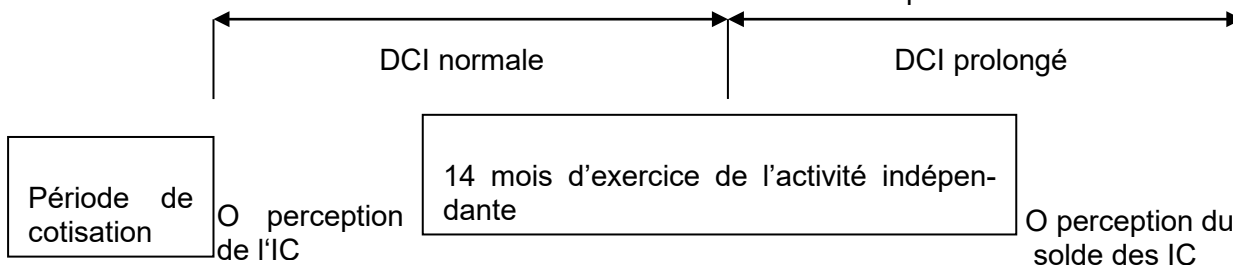 DCI normale
DCI prolongé
Période de
cotisation
O perception
de l‘IC
14 mois d’exercice de l’activité indépen-
dante
O perception du
solde des IC